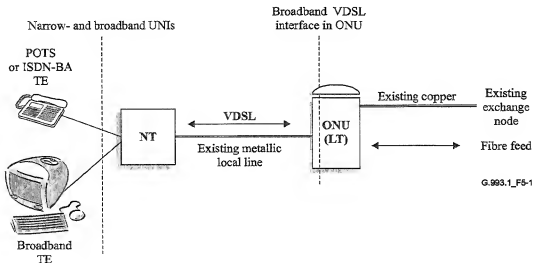 Narrow- and broadband UNIs
Broadband VDSL
interface in ONU
POTS
or ISDN-BA
TE
NT
VDSL
Existing metallic
local line
ONU
(LT)
Existing copper
Existing
exchange
node
Fibre feed
G.993.1_F5-1
Broadband
TE